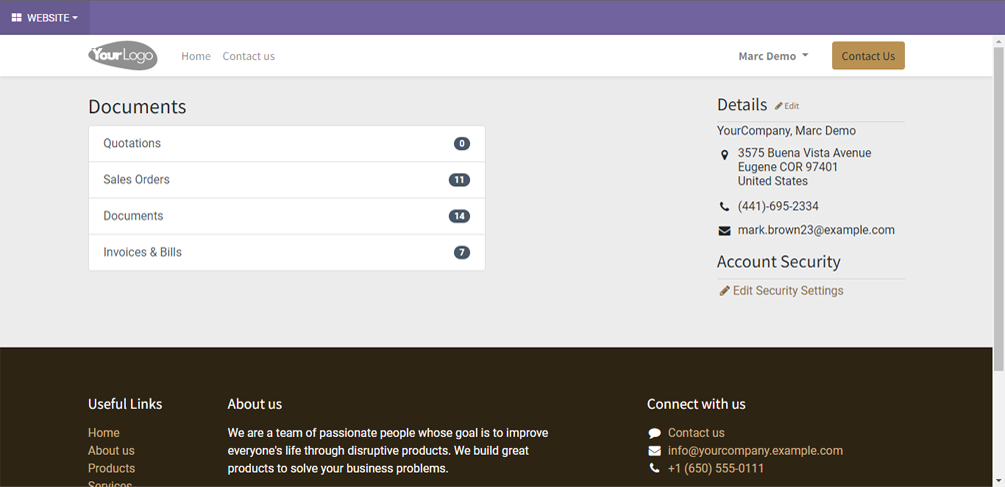 WEBSITE
YourLogo
Home
Contact us
Marc Demo
Contact Us
Documents
Quotations 0
Sales Orders 11
Documents 14
Invoices & Bills 7
Details Edit
YourCompany, Marc Demo
3575 Buena Vista Avenue
Eugene COR 97401
United States
(441)-695-2334
mark.brown23@example.com
Account Security
Edit Security Settings
Useful Links
Home
About us
Products
Services
About us
We are a team of passionate people whose goal is to improve
everyone's life through disruptive products. We build great
products to solve your business problems.
Connect with us
Contact us
info@yourcompany.example.com
+1 (650) 555-0111